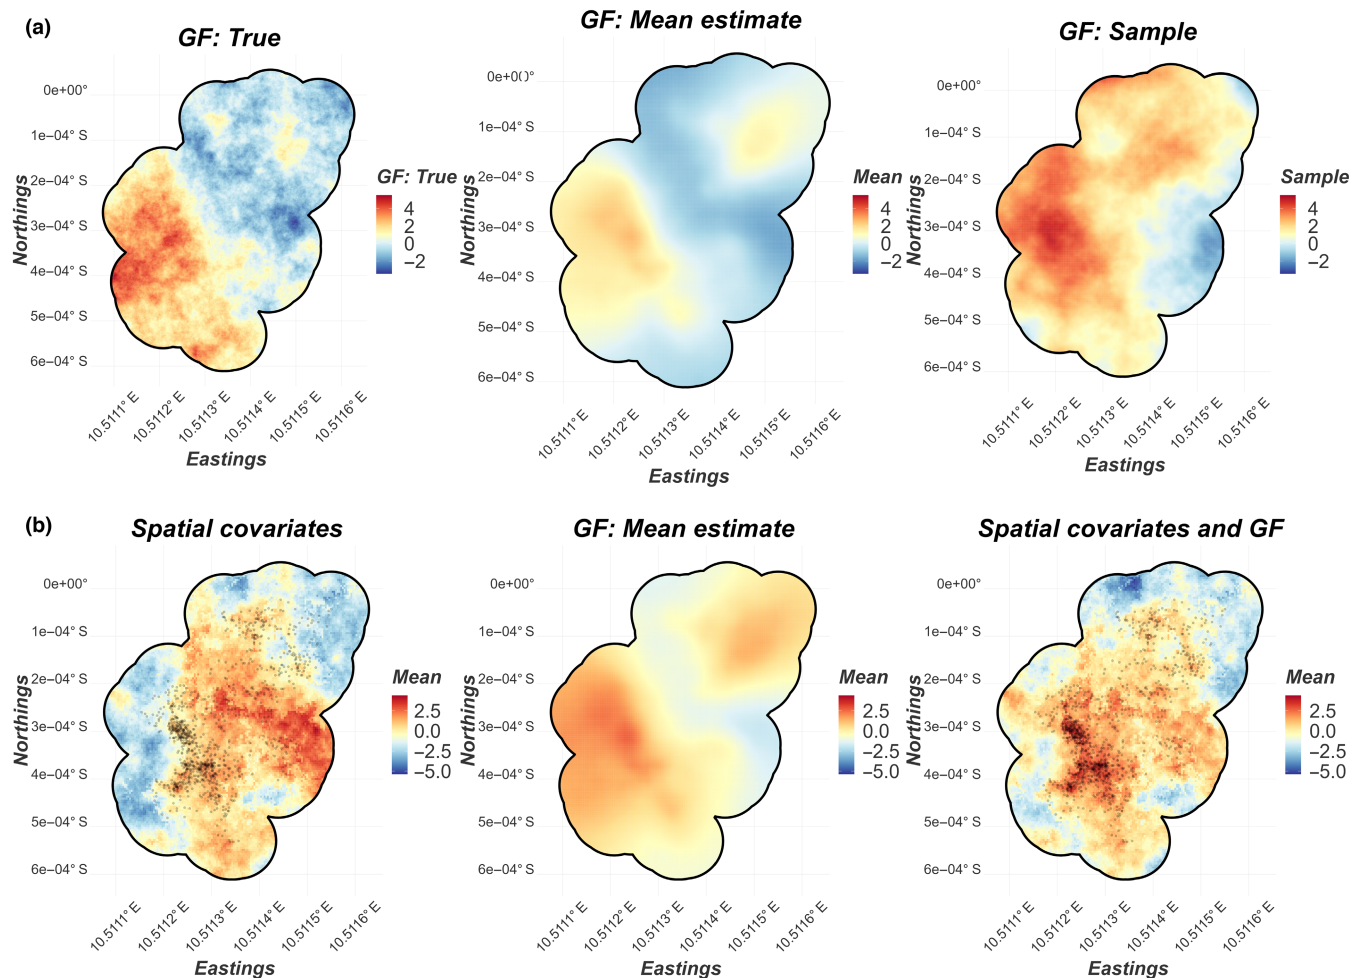 (a)
GF: True
GF: Mean estimate
GF: Sample
Northings
0e+00°
1e−04° S
2e−04° S
3e−04° S
4e−04° S
5e−04° S
6e−04° S
10.5111° E
10.5112° E
10.5113° E
10.5114° E
10.5115° E
10.5116° E
Eastings
GF: True
4
2
0
−2
Northings
0e+00°
1e−04° S
2e−04° S
3e−04° S
4e−04° S
5e−04° S
6e−04° S
10.5111° E
10.5112° E
10.5113° E
10.5114° E
10.5115° E
10.5116° E
Eastings
Mean
4
2
0
−2
Northings
0e+00°
1e−04° S
2e−04° S
3e−04° S
4e−04° S
5e−04° S
6e−04° S
10.5111° E
10.5112° E
10.5113° E
10.5114° E
10.5115° E
10.5116° E
Eastings
Sample
4
2
0
−2
(b)
Spatial covariates
GF: Mean estimate
Spatial covariates and GF
Northings
0e+00°
1e−04° S
2e−04° S
3e−04° S
4e−04° S
5e−04° S
6e−04° S
10.5111° E
10.5112° E
10.5113° E
10.5114° E
10.5115° E
10.5116° E
Eastings
Mean
2.5
0.0
−2.5
−5.0
Northings
0e+00°
1e−04° S
2e−04° S
3e−04° S
4e−04° S
5e−04° S
6e−04° S
10.5111° E
10.5112° E
10.5113° E
10.5114° E
10.5115° E
10.5116° E
Eastings
Mean
2.5
0.0
−2.5
−5.0
Northings
0e+00°
1e−04° S
2e−04° S
3e−04° S
4e−04° S
5e−04° S
6e−04° S
10.5111° E
10.5112° E
10.5113° E
10.5114° E
10.5115° E
10.5116° E
Eastings
Mean
2.5
0.0
−2.5
−5.0